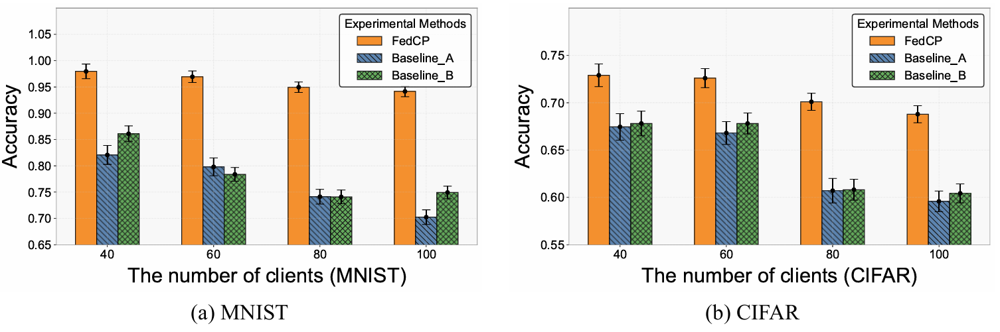 Accuracy
1.05
1.00
0.95
0.90
0.85
0.80
0.75
0.70
0.65
Experimental Methods
FedCP
Baseline_A
Baseline_B
40
60
80
100
The number of clients (MNIST)
(a) MNIST
Accuracy
0.75
0.70
0.65
0.60
0.55
Experimental Methods
FedCP
Baseline_A
Baseline_B
40
60
80
100
The number of clients (CIFAR)
(b) CIFAR